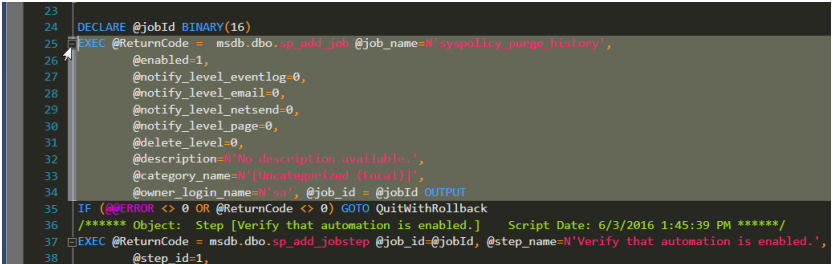 23
24 DECLARE @jobId BINARY(16)
25 EXEC @ReturnCode =  msdb.dbo.sp_add_job @job_name=N'syspolicy_purge_history',
26         @enabled=1,
27         @notify_level_eventlog=0,
28         @notify_level_email=0,
29         @notify_level_netsend=0,
30         @notify_level_page=0,
31         @delete_level=0,
32         @description=N'No description available.',
33         @category_name=N'[Uncategorized (Local)]',
34         @owner_login_name=N'sa', @job_id = @jobId OUTPUT
35 IF (@@ERROR <> 0 OR @ReturnCode <> 0) GOTO QuitWithRollback
36 /****** Object:  Step [Verify that automation is enabled.]    Script Date: 6/3/2016 1:45:39 PM ******/
37 EXEC @ReturnCode = msdb.dbo.sp_add_jobstep @job_id=@jobId, @step_name=N'Verify that automation is enabled.',
38         @step_id=1,